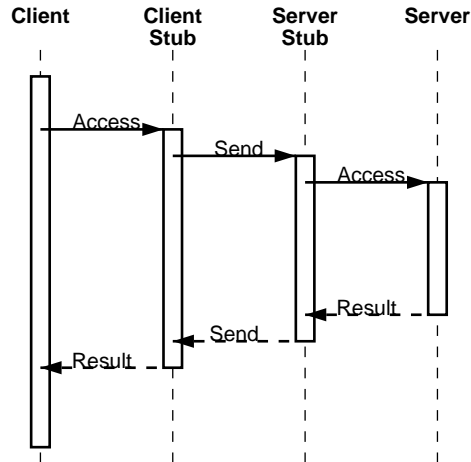 Client
Client
Stub
Server
Stub
Server
Access
Send
Access
Result
Send
Result